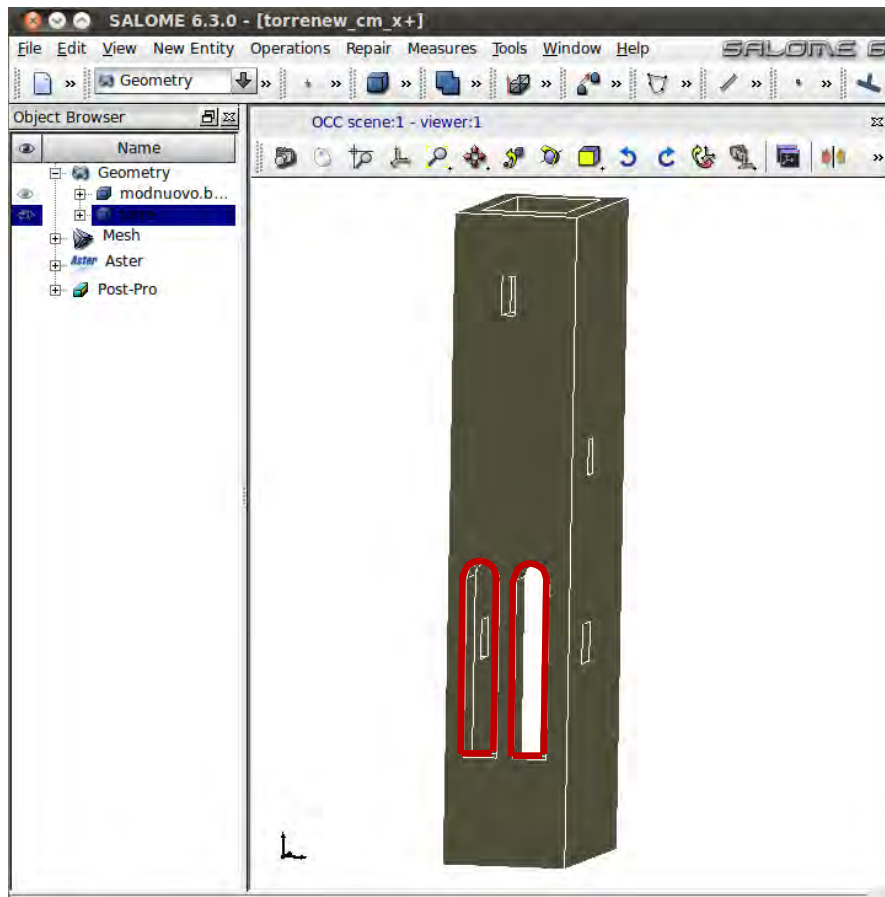 SALOME 6.3.0 - [torrenew_cm_x+]
File Edit View New Entity Operations Repair Measures Tools Window Help SALOME 6
» Geometry » » » » » » » »
Object Browser
OCC scene:1 - viewer:1
Name
»
Geometry
modnuovo.b...
Mesh
Aster Aster
Post-Pro